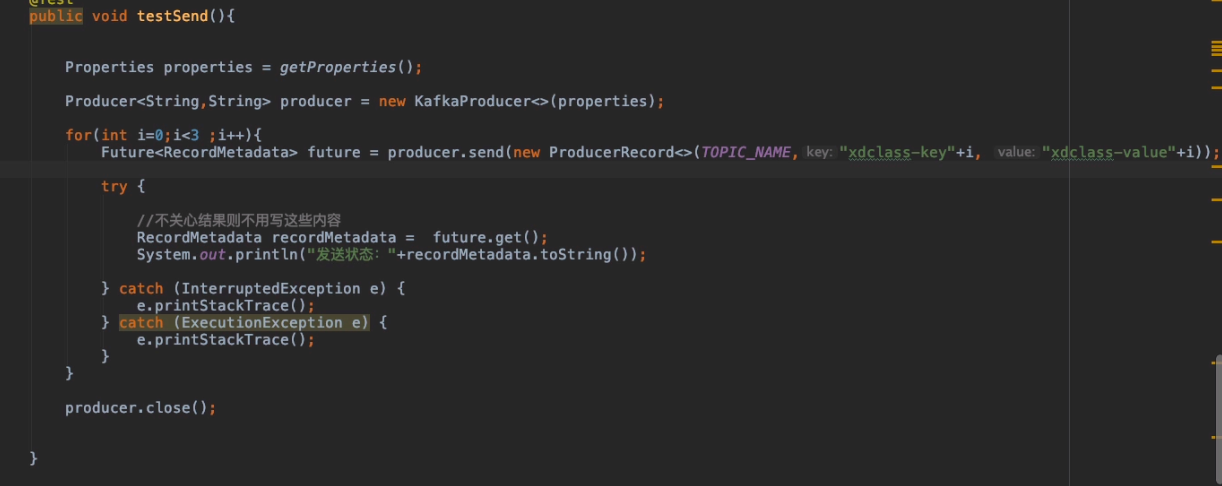 @Test
public void testSend(){
Properties properties = getProperties();
Producer<String,String> producer = new KafkaProducer<>(properties);
for(int i=0;i<3 ;i++){
Future<RecordMetadata> future = producer.send(new ProducerRecord<>(TOPIC_NAME, key: "xdclass-key"+i, value: "xdclass-value"+i));
try {
//不关心结果则不用写这些内容
RecordMetadata recordMetadata =  future.get();
System.out.println("发送状态："+recordMetadata.toString());
} catch (InterruptedException e) {
e.printStackTrace();
} catch (ExecutionException e) {
e.printStackTrace();
}
}
producer.close();
}